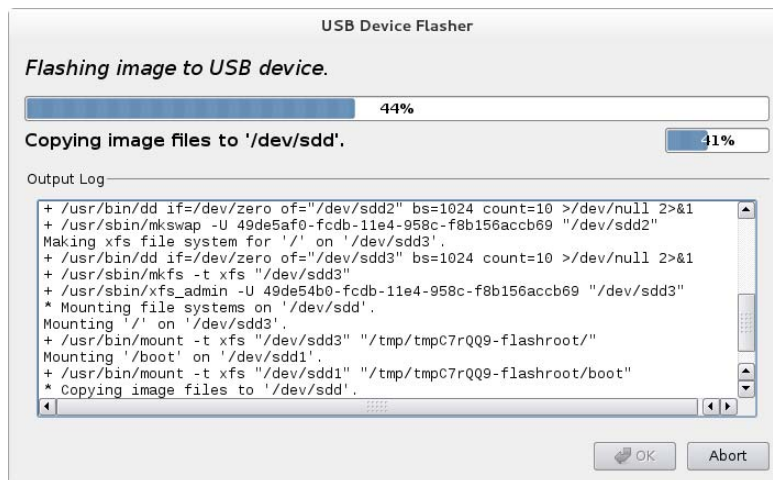 USB Device Flasher
Flashing image to USB device.
44%
Copying image files to '/dev/sdd'.
41%
Output Log
+ /usr/bin/dd if=/dev/zero of="/dev/sdd2" bs=1024 count=10 >/dev/null 2>&1
+ /usr/sbin/mkswap -U 49de5af0-fcdb-11e4-958c-f8b156accb69 "/dev/sdd2"
Making xfs file system for '/' on '/dev/sdd3'.
+ /usr/bin/dd if=/dev/zero of="/dev/sdd3" bs=1024 count=10 >/dev/null 2>&1
+ /usr/sbin/mkfs -t xfs "/dev/sdd3"
+ /usr/sbin/xfs_admin -U 49de54b0-fcdb-11e4-958c-f8b156accb69 "/dev/sdd3"
* Mounting file systems on '/dev/sdd'.
Mounting '/' on '/dev/sdd3'.
+ /usr/bin/mount -t xfs "/dev/sdd3" "/tmp/tmpC7rQQ9-flashroot/"
Mounting '/boot' on '/dev/sdd1'.
+ /usr/bin/mount -t xfs "/dev/sdd1" "/tmp/tmpC7rQQ9-flashroot/boot"
* Copying image files to '/dev/sdd'.
OK
Abort